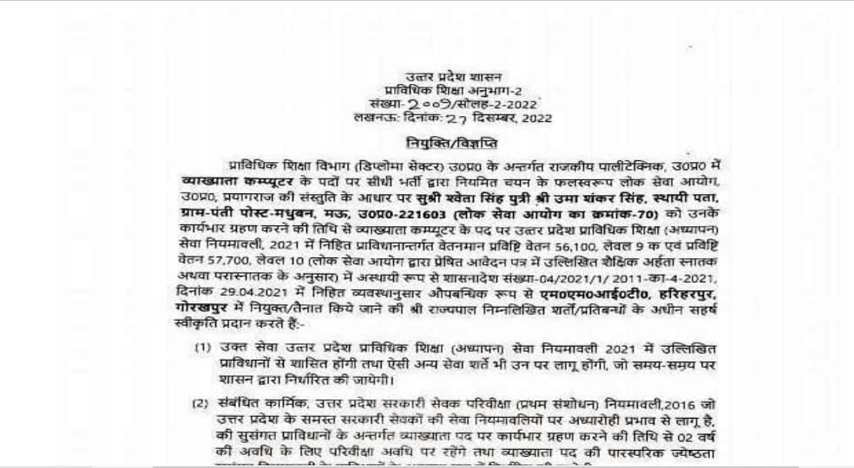 उत्तर प्रदेश शासन
प्राविधिक शिक्षा अनुभाग-2
संख्या-2009/सोलह-2-2022
लखनऊः दिनांकः 27 दिसम्बर, 2022
नियुक्ति/विज्ञप्ति
प्राविधिक शिक्षा विभाग (डिप्लोमा सेक्टर) उ0प्र0 के अन्तर्गत राजकीय पालीटेक्निक, उ0प्र0 में
व्याख्याता कम्प्यूटर के पदों पर सीधी भर्ती द्वारा नियमित चयन के फलस्वरूप लोक सेवा आयोग,
उ0प्र0, प्रयागराज की संस्तुति के आधार पर सुश्री श्वेता सिंह पुत्री श्री उमा शंकर सिंह, स्थायी पता,
ग्राम-पंती पोस्ट-मधुबन, मऊ, उ0प्र0-221603 (लोक सेवा आयोग का क्रमांक-70) को उनके
कार्यभार ग्रहण करने की तिथि से व्याख्याता कम्प्यूटर के पद पर उत्तर प्रदेश प्राविधिक शिक्षा (अध्यापन)
सेवा नियमावली, 2021 में निहित प्राविधानान्तर्गत वेतनमान प्रविष्टि वेतन 56,100, लेवल 9 क एवं प्रविष्टि
वेतन 57,700, लेवल 10 (लोक सेवा आयोग द्वारा प्रेषित आवेदन पत्र में उल्लिखित शैक्षिक अर्हता स्नातक
अथवा परास्नातक के अनुसार) में अस्थायी रूप से शासनादेश संख्या-04/2021/1/ 2011-का-4-2021,
दिनांक 29.04.2021 में निहित व्यवस्थानुसार औपबन्धिक रूप से एम0एम0आई0टी0, हरिहरपुर,
गोरखपुर में नियुक्त/तैनात किये जाने की श्री राज्यपाल निम्नलिखित शर्तों/प्रतिबन्धों के अधीन सहर्ष
स्वीकृति प्रदान करते हैं:-
(1) उक्त सेवा उत्तर प्रदेश प्राविधिक शिक्षा (अध्यापन) सेवा नियमावली 2021 में उल्लिखित
प्राविधानों से शासित होंगी तथा ऐसी अन्य सेवा शर्ते भी उन पर लागू होंगी, जो समय-समय पर
शासन द्वारा निर्धारित की जायेगी।
(2) संबंधित कार्मिक, उत्तर प्रदेश सरकारी सेवक परिवीक्षा (प्रथम संशोधन) नियमावली,2016 जो
उत्तर प्रदेश के समस्त सरकारी सेवकों की सेवा नियमावलियों पर अध्यारोही प्रभाव से लागू है,
की सुसंगत प्राविधानों के अन्तर्गत व्याख्याता पद पर कार्यभार ग्रहण करने की तिथि से 02 वर्ष
की अवधि के लिए परिवीक्षा अवधि पर रहेंगे तथा व्याख्याता पद की पारस्परिक ज्येष्ठता